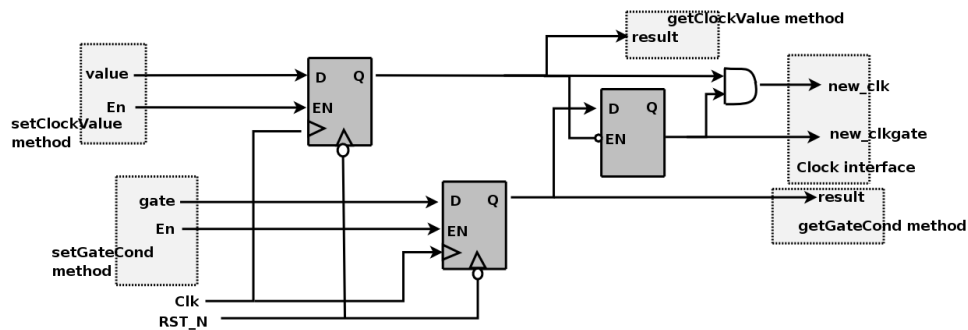 getClockValue method
result
value
D
Q
En
EN
setClockValue
method
D
Q
EN
new_clk
new_clkgate
Clock interface
gate
D
Q
En
EN
setGateCond
method
result
getGateCond method
Clk
RST_N